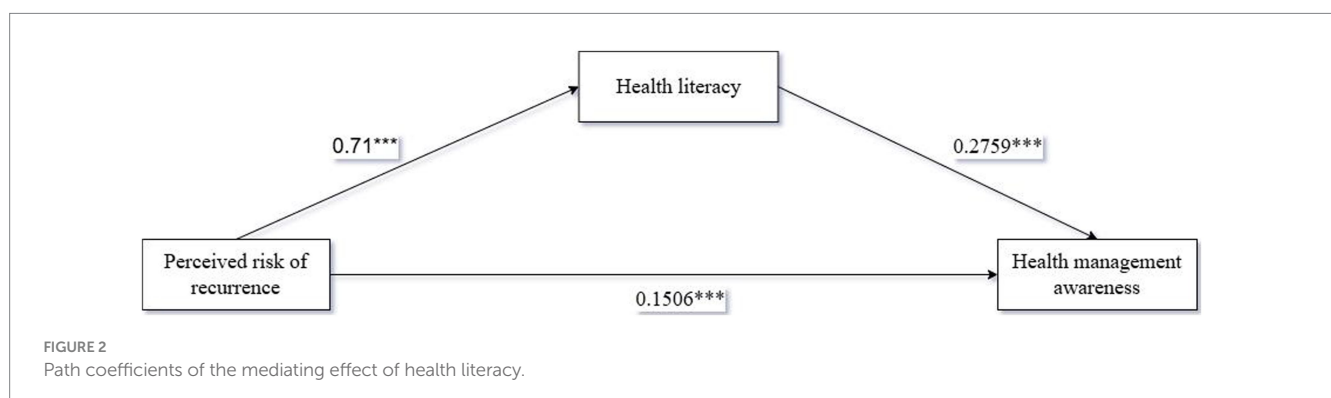 Health literacy
0.71***
0.2759***
Perceived risk of
recurrence
Health management
awareness
0.1506***
FIGURE 2
Path coefficients of the mediating effect of health literacy.